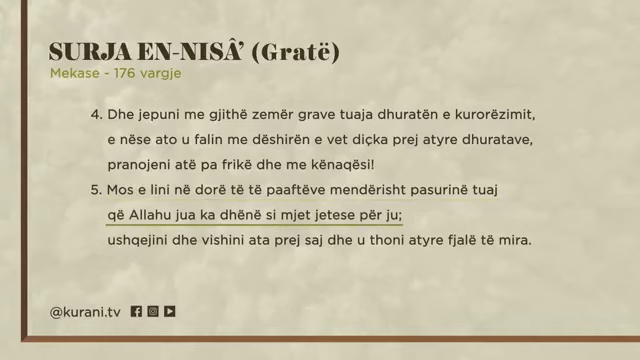 SURJA EN-NISÂ’ (Gratë)
Mekase - 176 vargje
4. Dhe jepuni me gjithë zemër grave tuaja dhuratën e kurorëzimit,
e nëse ato u falin me dëshirën e vet diçka prej atyre dhuratave,
pranojeni atë pa frikë dhe me kënaqësi!
5. Mos e lini në dorë të të paaftëve mendërisht pasurinë tuaj
që Allahu jua ka dhënë si mjet jetese për ju;
ushqejini dhe vishini ata prej saj dhe u thoni atyre fjalë të mira.
@kurani.tv